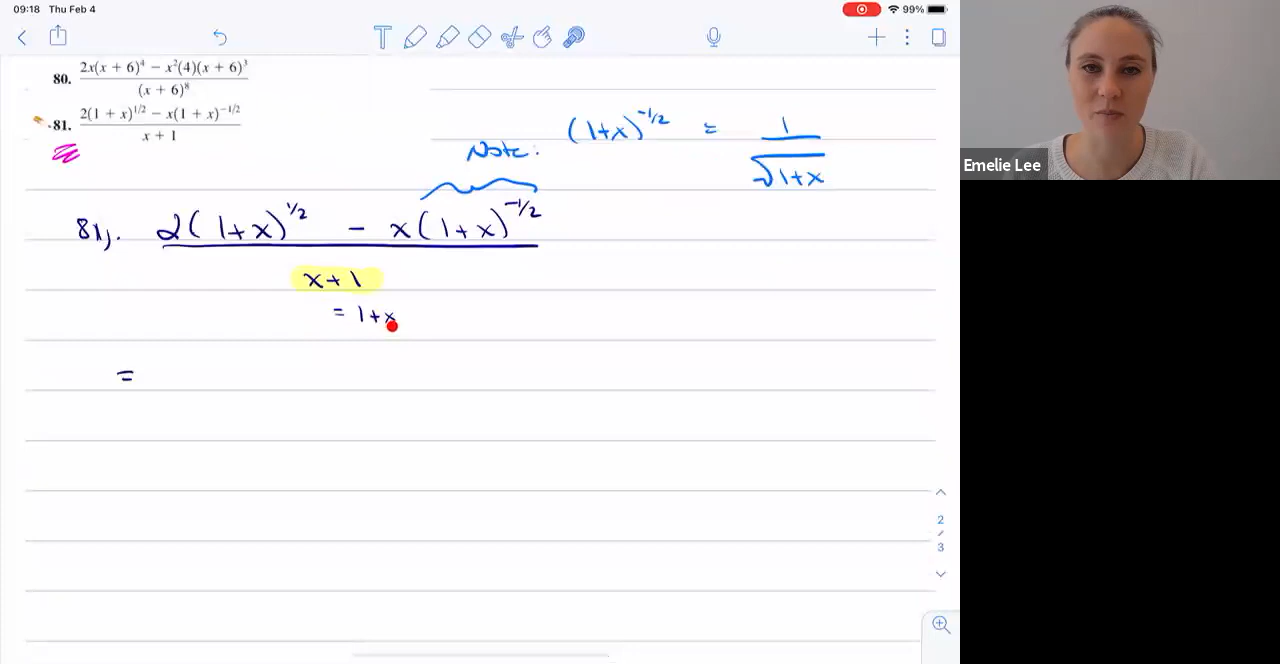 09:18 Thu Feb 4
99%
80. 2x(x + 6)⁴ − x²(4)(x + 6)³
(x + 6)⁸
81. 2(1 + x)^1/2 − x(1 + x)^−1/2
x + 1
Note: (1+x)^-1/2 = 1
√1+x
81). 2(1+x)^1/2 - x(1+x)^-1/2
x+1
= 1+x
=
Emelie Lee
2
3